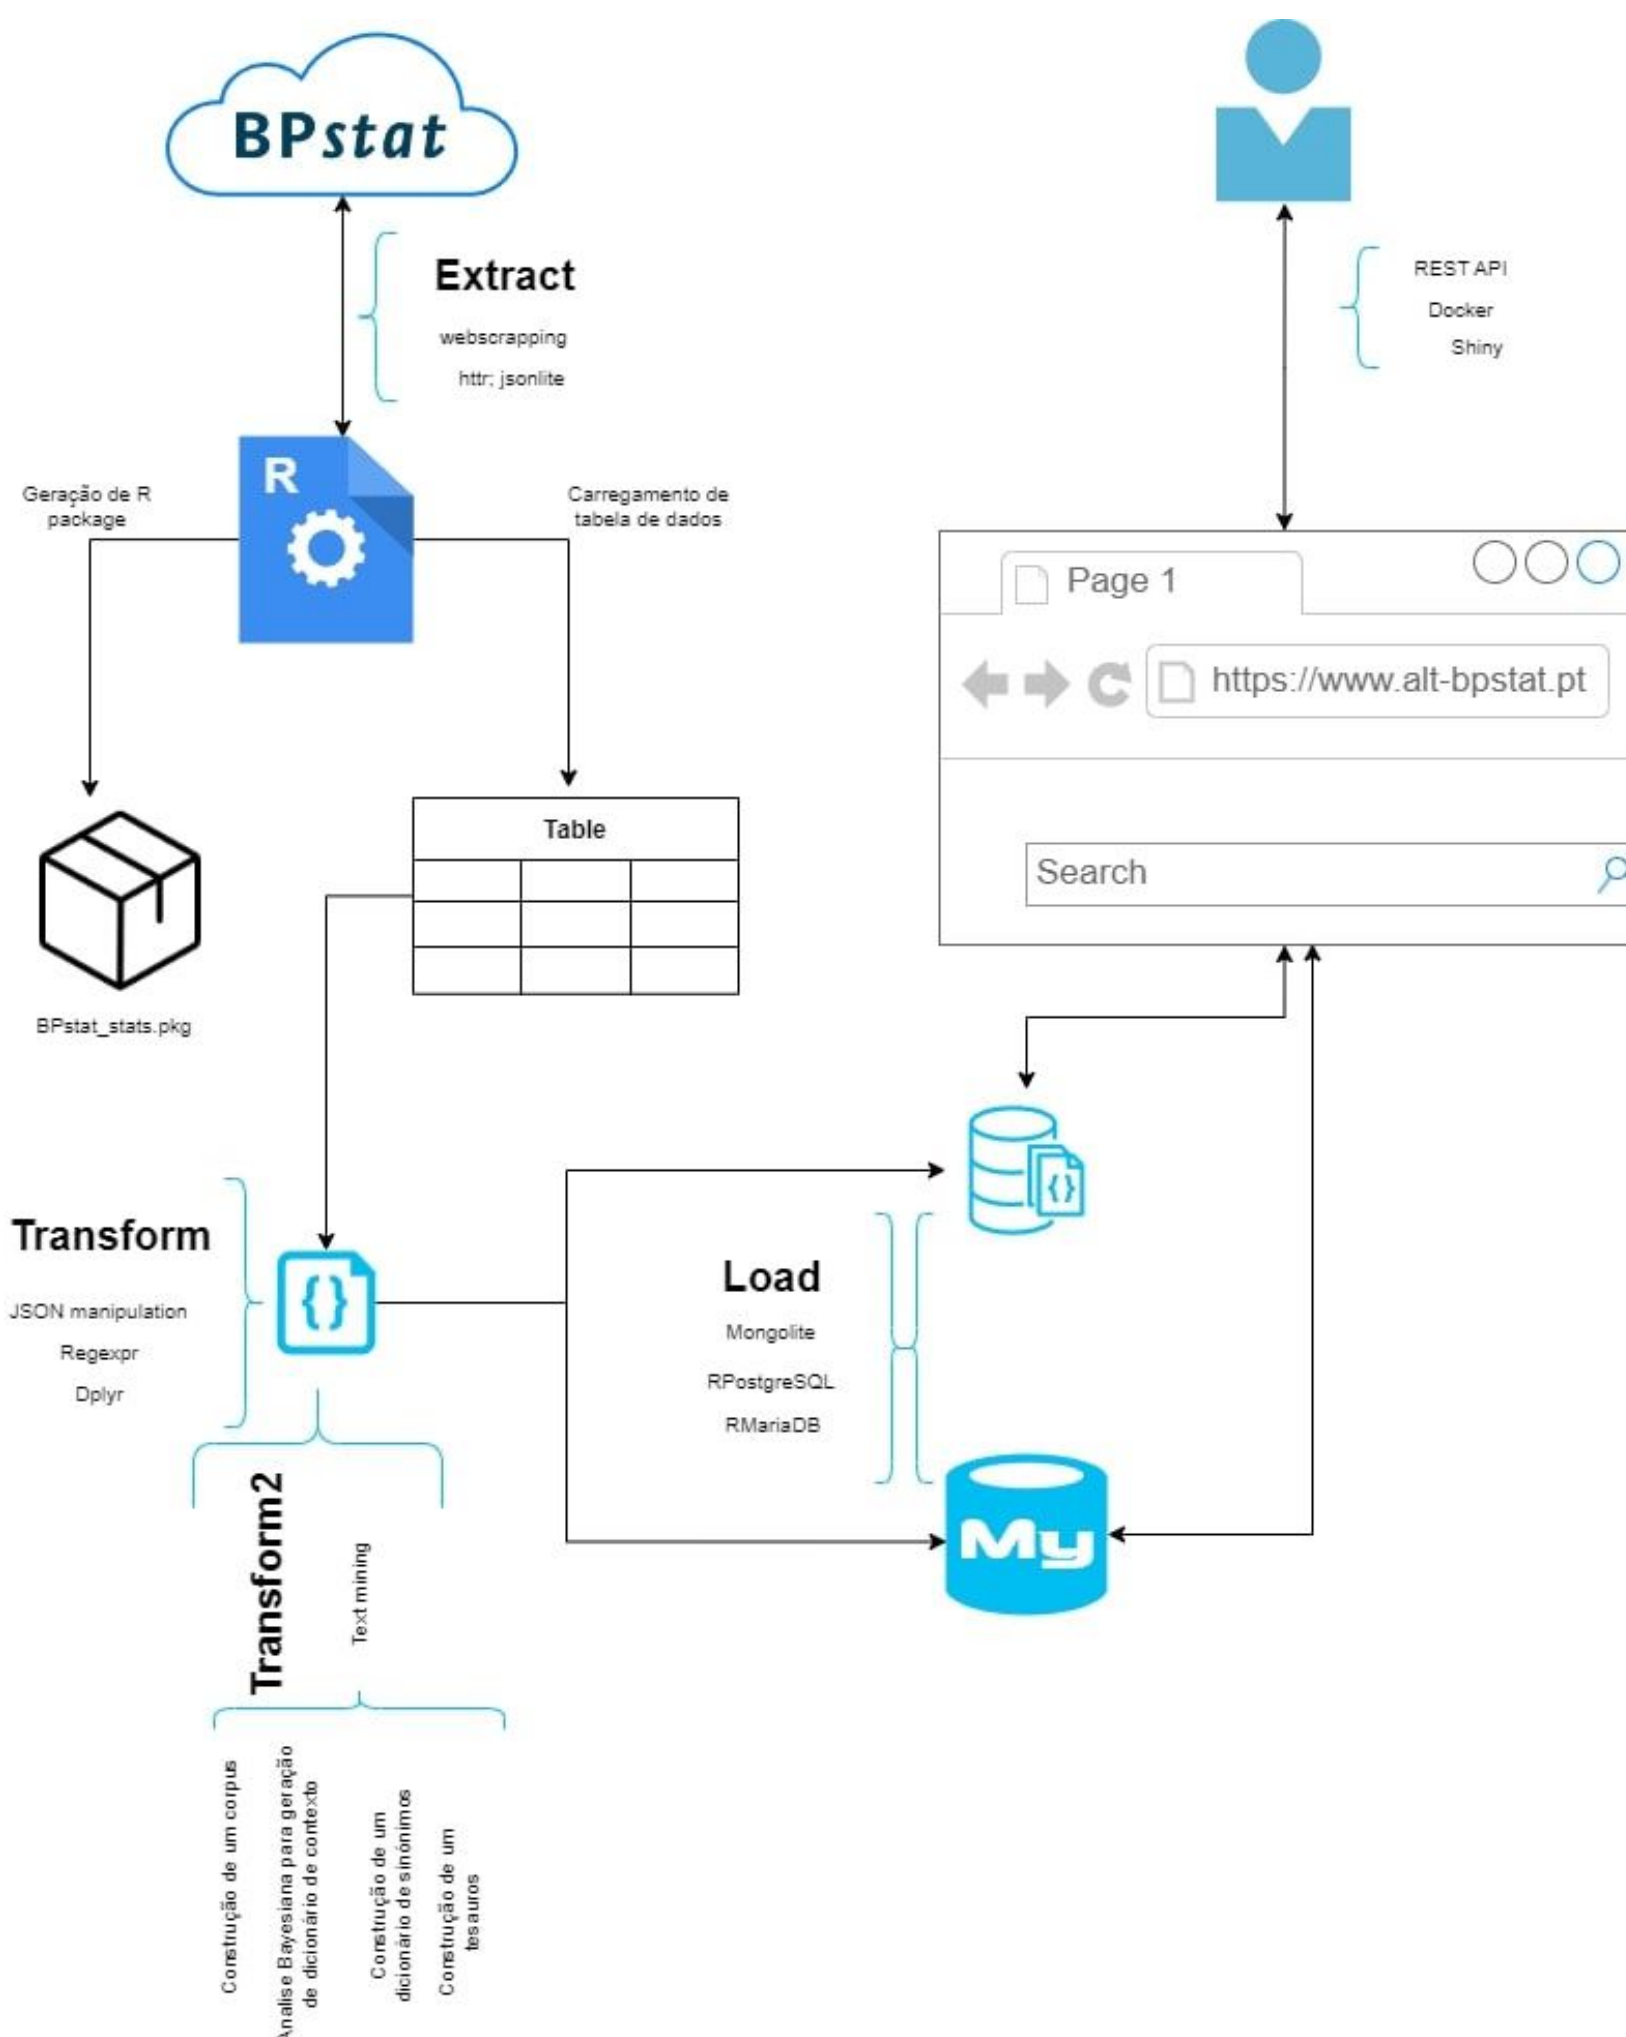 BPstat
Extract
webscrapping
httr; jsonlite
REST API
Docker
Shiny
R
Geração de R
package
Carregamento de
tabela de dados
Page 1
https://www.alt-bpstat.pt
Search
Table
BPstat_stats.pkg
Transform
JSON manipulation
Regexpr
Dplyr
{}
{}
Load
Mongolite
RPostgreSQL
RMariaDB
My
Transform2
Text mining
Construção de um corpus
Analise Bayesiana para geração
de dicionário de contexto
Construção de um
dicionário de sinónimos
Construção de um
tesauros